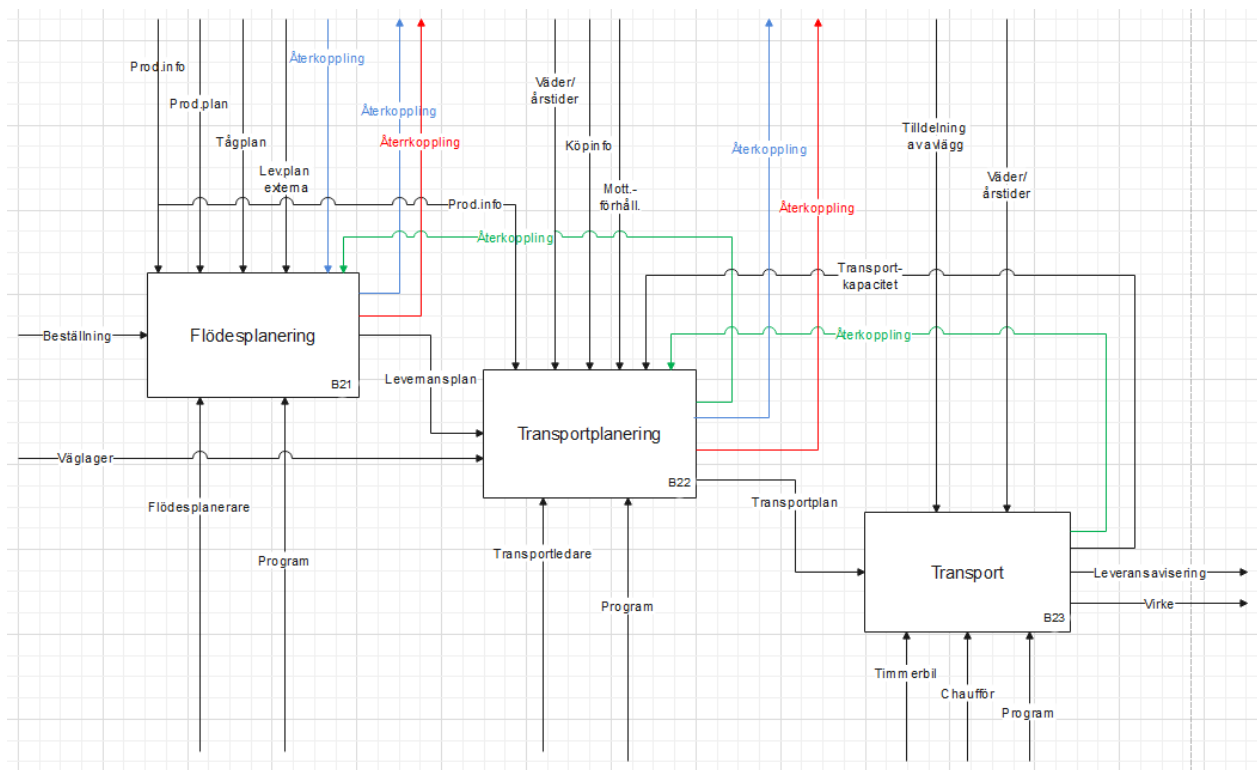 Prod.info
Prod.plan
Tågplan
Lev.plan
externa
Återkoppling
Återkoppling
Återrkoppling
Väder/
årstider
Köpinfo
Mott.-
förhåll.
Återkoppling
Återkoppling
Tilldelning
av avlägg
Väder/
årstider
Prod.info
Återkoppling
Transport-
kapacitet
Återkoppling
Beställning
Flödesplanering
B21
Leveransplan
Transportplanering
B22
Väglager
Flödesplanerare
Program
Transportplan
Transportledare
Program
Transport
B23
Leveransavisering
Virke
Timmerbil
Chaufför
Program